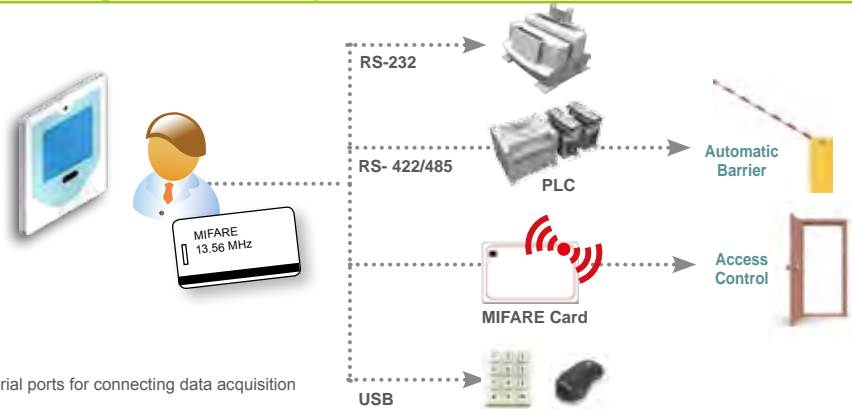 RS-232
RS- 422/485
PLC
Automatic
Barrier
MIFARE
13,56 MHz
Access
Control
MIFARE Card
rial ports for connecting data acquisition
USB